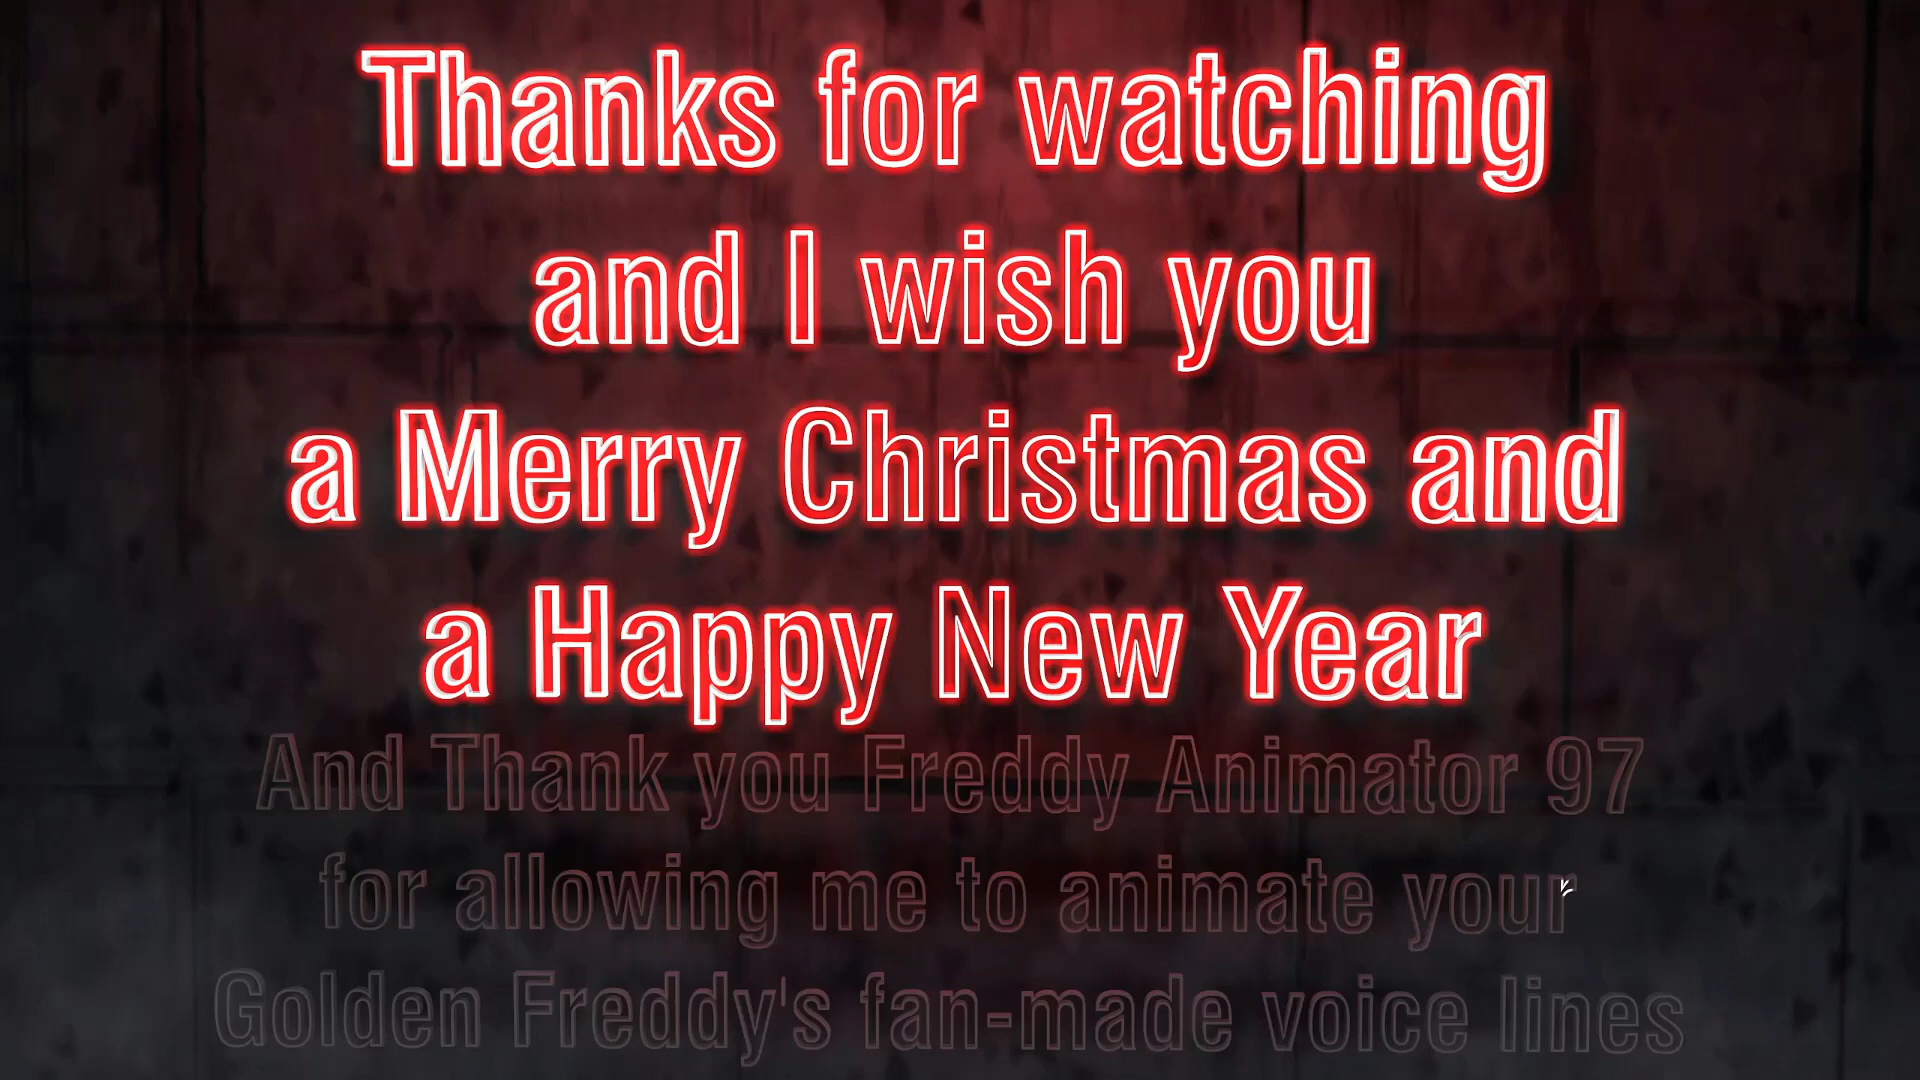 Thanks for watching
and I wish you
a Merry Christmas and
a Happy New Year
And Thank you Freddy Animator 97
for allowing me to animate your
Golden Freddy's fan-made voice lines